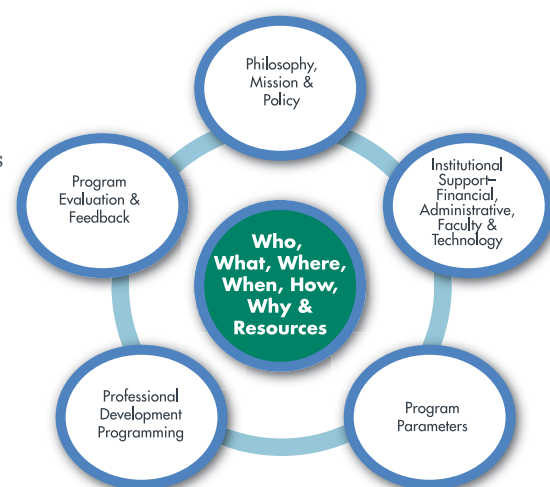 Philosophy,
Mission &
Policy
s
Institutional
Support–
Financial,
Administrative,
Faculty &
Technology
Program
Evaluation &
Feedback
Who,
What, Where,
When, How,
Why &
Resources
Professional
Development
Programming
Program
Parameters